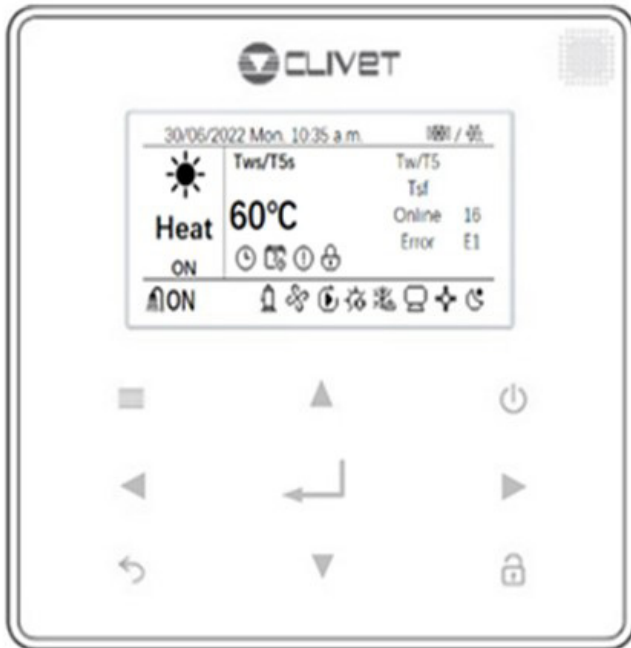 CLIVET
30/06/2022 Mon. 10:35 a.m.
/
Tws/T5s
Tw/T5
Tsf
Heat
60°C
Online 16
Error E1
ON
ON